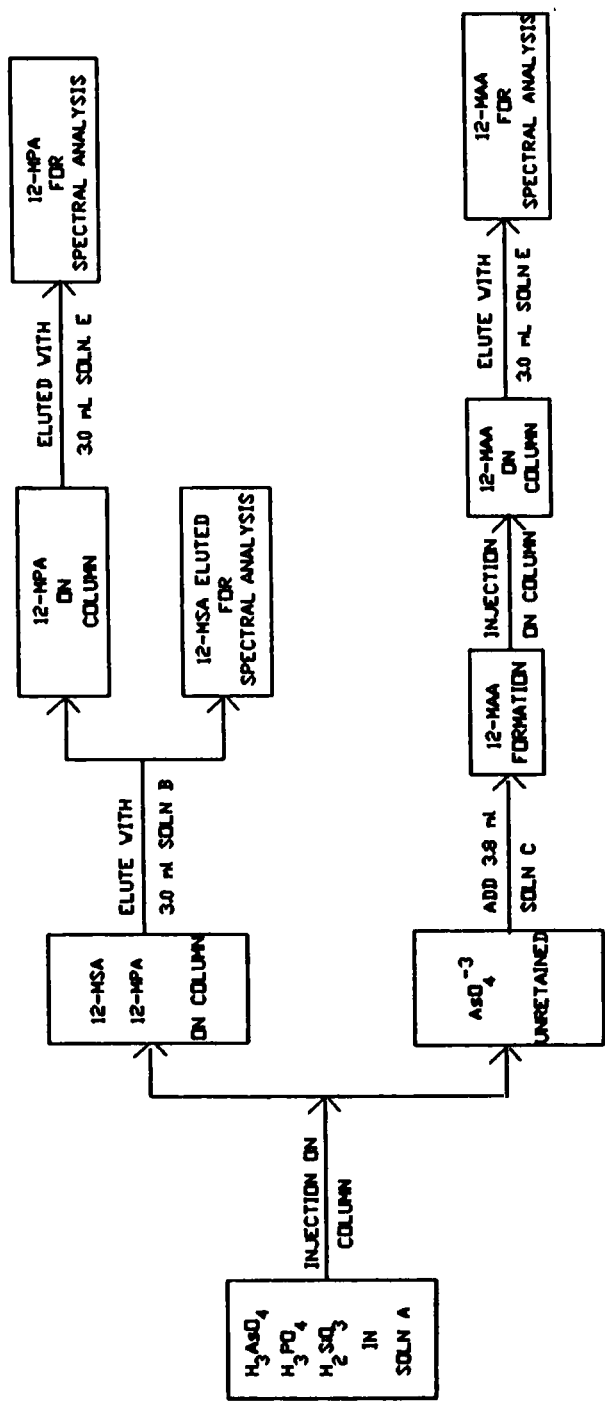 H3AsO4
H3PO4
H2SiO3
IN
SOLN A
INJECTION ON
COLUMN
12-MSA
12-MPA
ON COLUMN
ELUTE WITH
3.0 ml SOLN B
12-MPA
ON
COLUMN
ELUTED WITH
3.0 mL SOLN. E
12-MPA
FOR
SPECTRAL ANALYSIS
12-MSA ELUTED
FOR
SPECTRAL ANALYSIS
AsO4-3
UNRETAINED
ADD 3.8 ml
SOLN C
12-MAA
FORMATION
INJECTION
ON COLUMN
12-MAA
ON
COLUMN
ELUTE WITH
3.0 mL SOLN E
12-MAA
FOR
SPECTRAL ANALYSIS